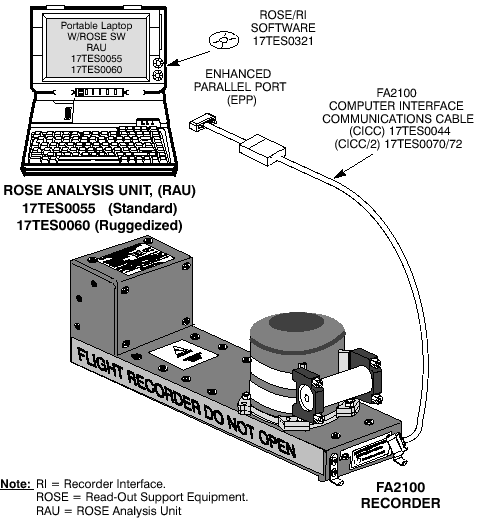 Portable Laptop
W/ROSE SW
RAU
17TES0055
17TES0060
ROSE/RI
SOFTWARE
17TES0321
ENHANCED
PARALLEL PORT
(EPP)
FA2100
COMPUTER INTERFACE
COMMUNICATIONS CABLE
(CICC) 17TES0044
(CICC/2) 17TES0070/72
ROSE ANALYSIS UNIT, (RAU)
17TES0055 (Standard)
17TES0060 (Ruggedized)
FLIGHT RECORDER DO NOT OPEN
FA2100
RECORDER
Note: RI = Recorder Interface.
ROSE = Read-Out Support Equipment.
RAU = ROSE Analysis Unit